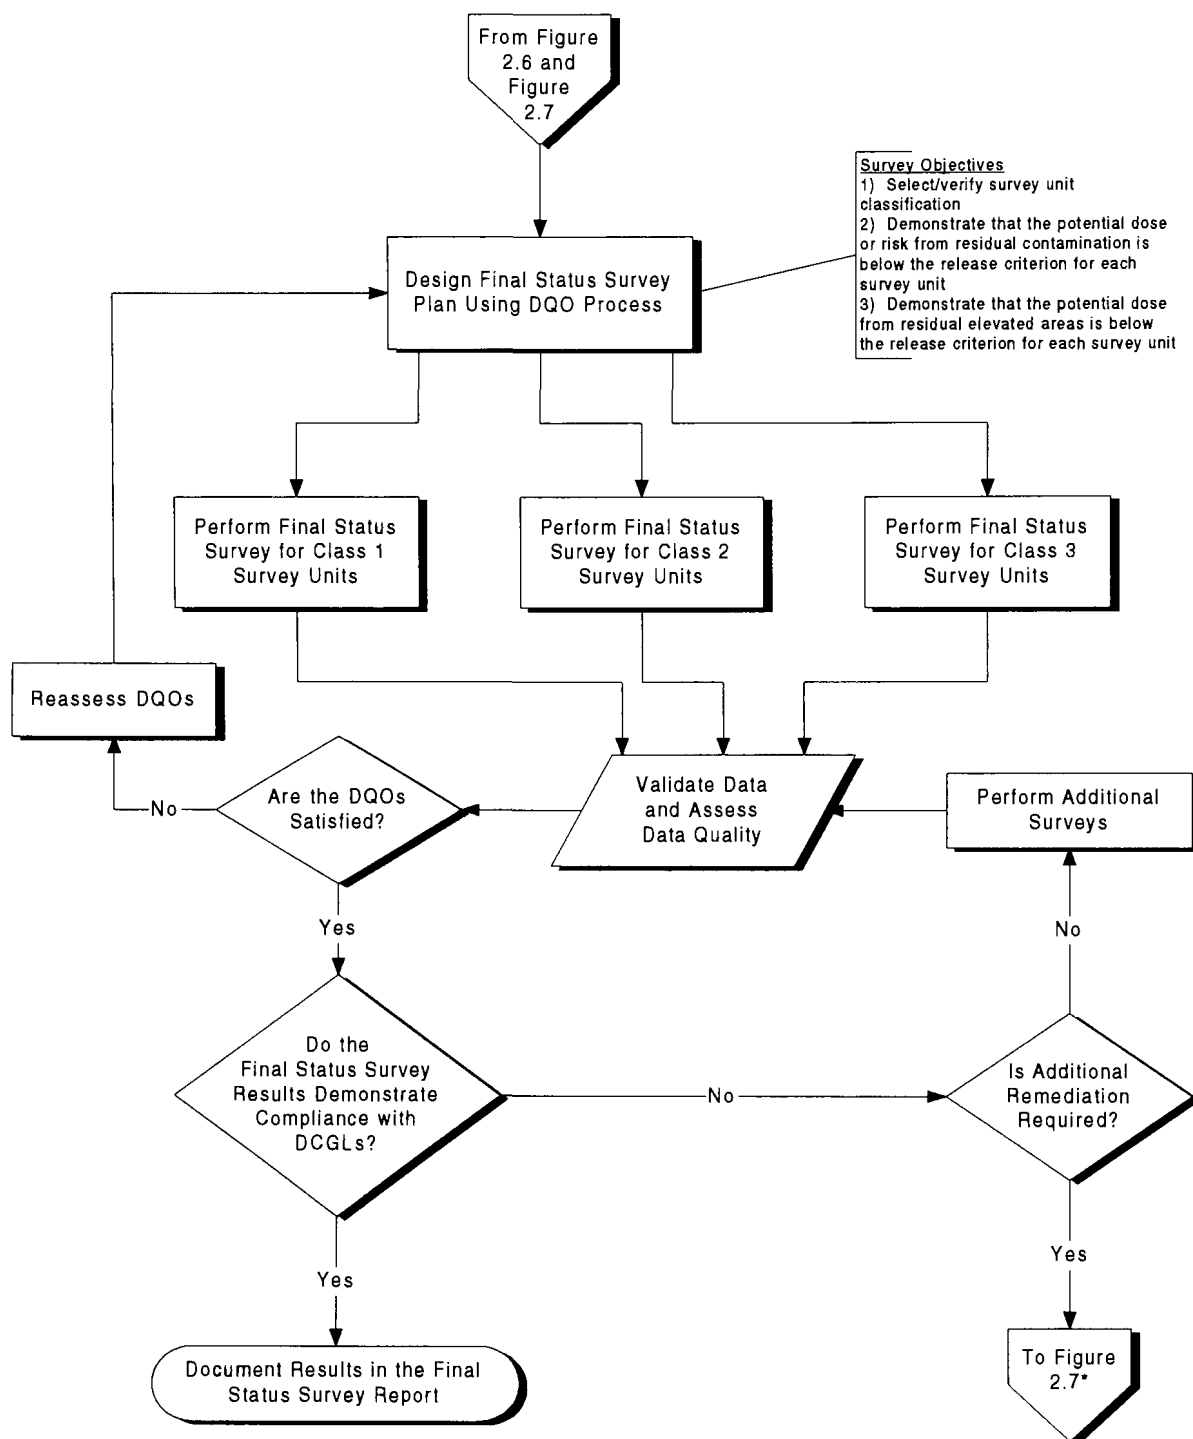 From Figure
2.6 and
Figure
2.7
Survey Objectives
1) Select/verify survey unit
classification
2) Demonstrate that the potential dose
or risk from residual contamination is
below the release criterion for each
survey unit
3) Demonstrate that the potential dose
from residual elevated areas is below
the release criterion for each survey unit
Design Final Status Survey
Plan Using DQO Process
Perform Final Status
Survey for Class 1
Survey Units
Perform Final Status
Survey for Class 2
Survey Units
Perform Final Status
Survey for Class 3
Survey Units
Reassess DQOs
No
Are the DQOs
Satisfied?
Validate Data
and Assess
Data Quality
Perform Additional
Surveys
Yes
No
Do the
Final Status Survey
Results Demonstrate
Compliance with
DCGLs?
No
Is Additional
Remediation
Required?
Yes
Yes
Document Results in the Final
Status Survey Report
To Figure
2.7*